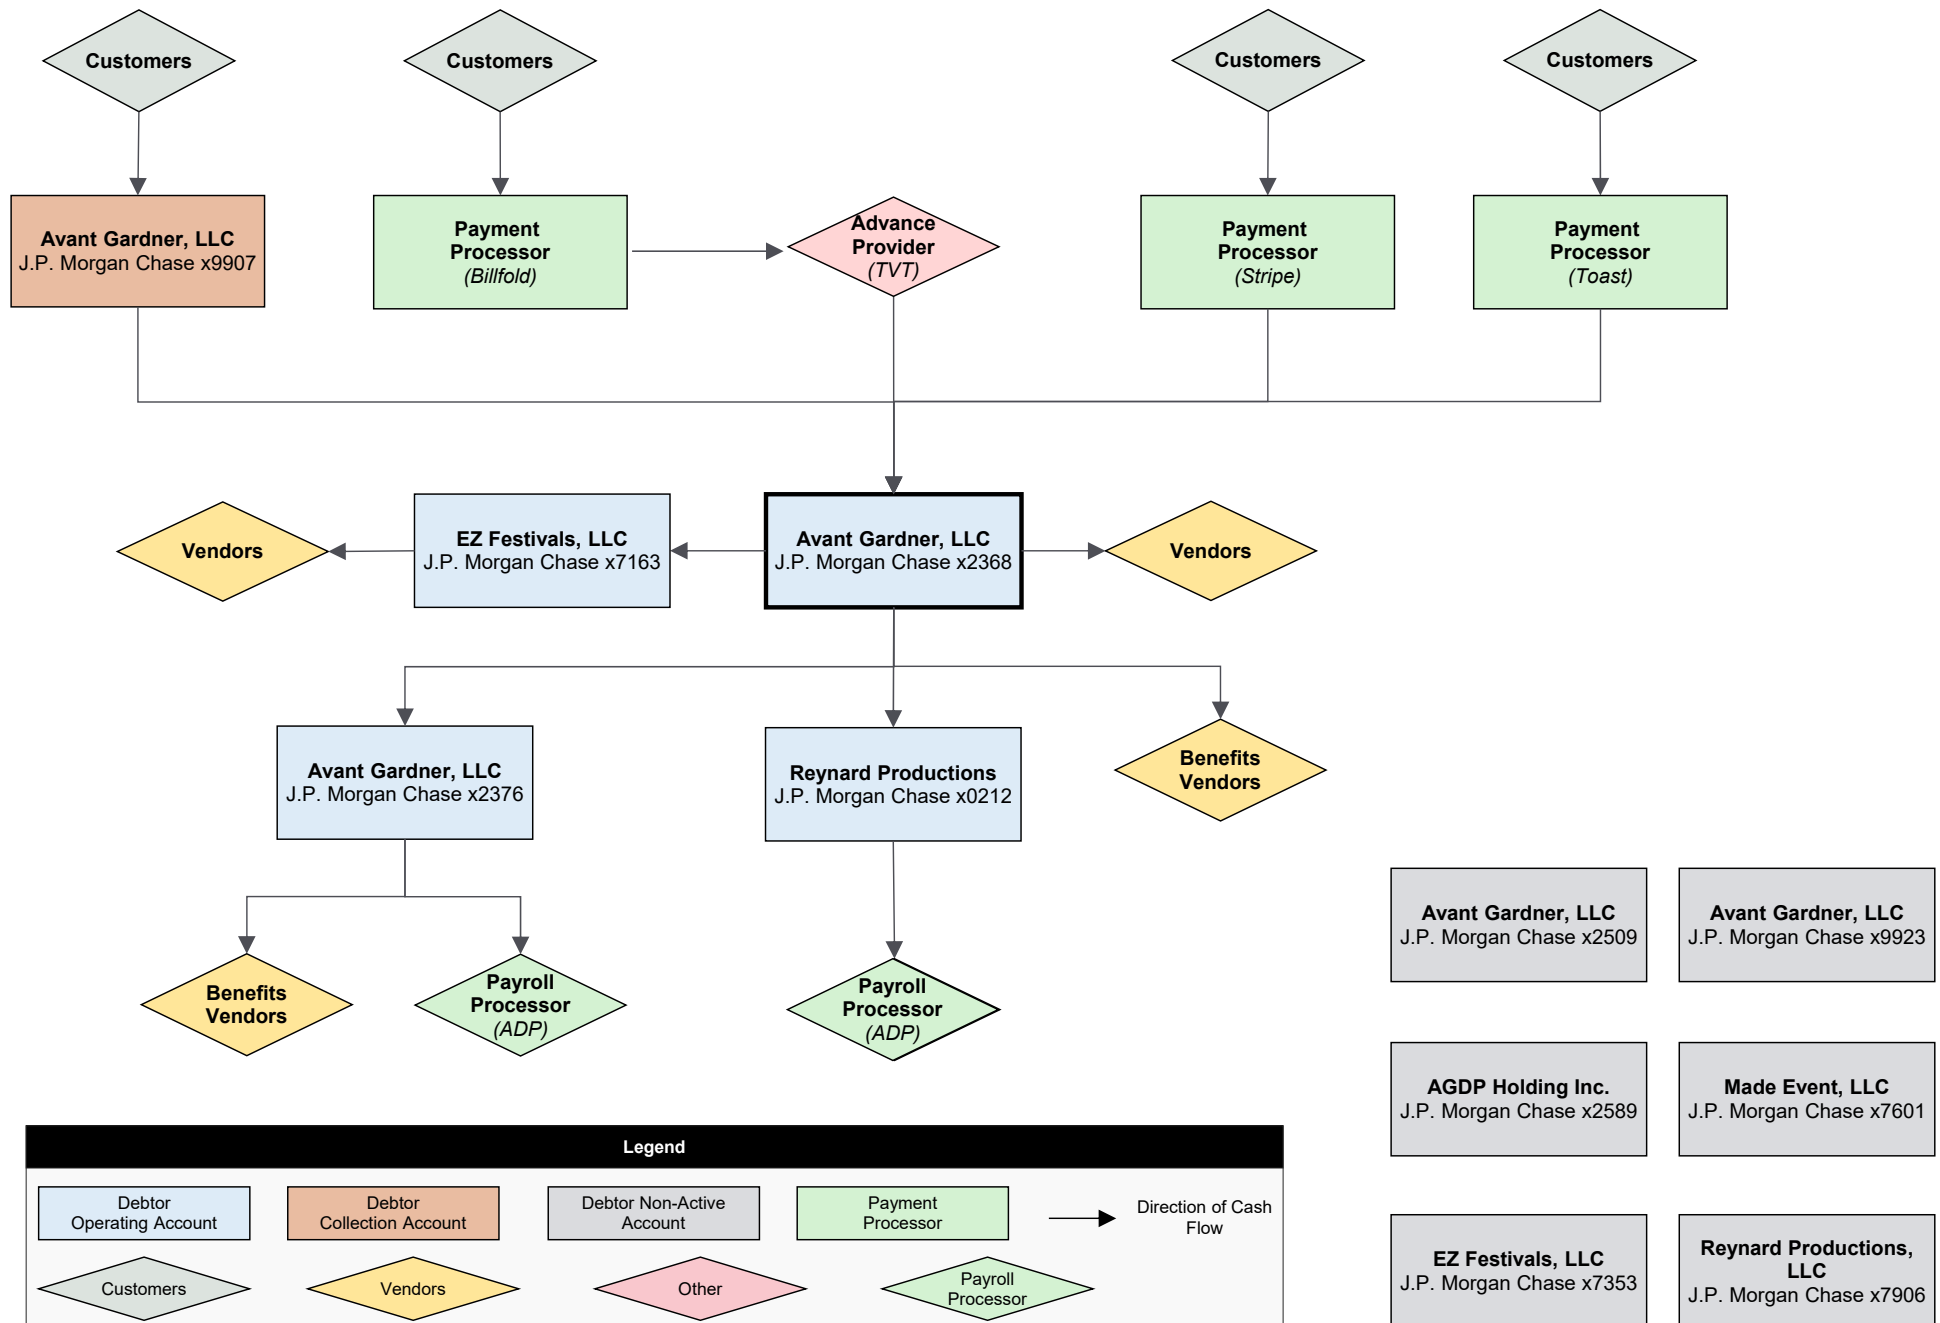 Customers
Customers
Customers
Customers
Avant Gardner, LLC
J.P. Morgan Chase x9907
Payment
Processor
(Billfold)
Advance
Provider
(TVT)
Payment
Processor
(Stripe)
Payment
Processor
(Toast)
Vendors
EZ Festivals, LLC
J.P. Morgan Chase x7163
Avant Gardner, LLC
J.P. Morgan Chase x2368
Vendors
Avant Gardner, LLC
J.P. Morgan Chase x2376
Reynard Productions
J.P. Morgan Chase x0212
Benefits
Vendors
Benefits
Vendors
Payroll
Processor
(ADP)
Payroll
Processor
(ADP)
Avant Gardner, LLC
J.P. Morgan Chase x2509
Avant Gardner, LLC
J.P. Morgan Chase x9923
AGDP Holding Inc.
J.P. Morgan Chase x2589
Made Event, LLC
J.P. Morgan Chase x7601
EZ Festivals, LLC
J.P. Morgan Chase x7353
Reynard Productions,
LLC
J.P. Morgan Chase x7906
Legend
Debtor
Operating Account
Debtor
Collection Account
Debtor Non-Active
Account
Payment
Processor
Direction of Cash
Flow
Customers
Vendors
Other
Payroll
Processor